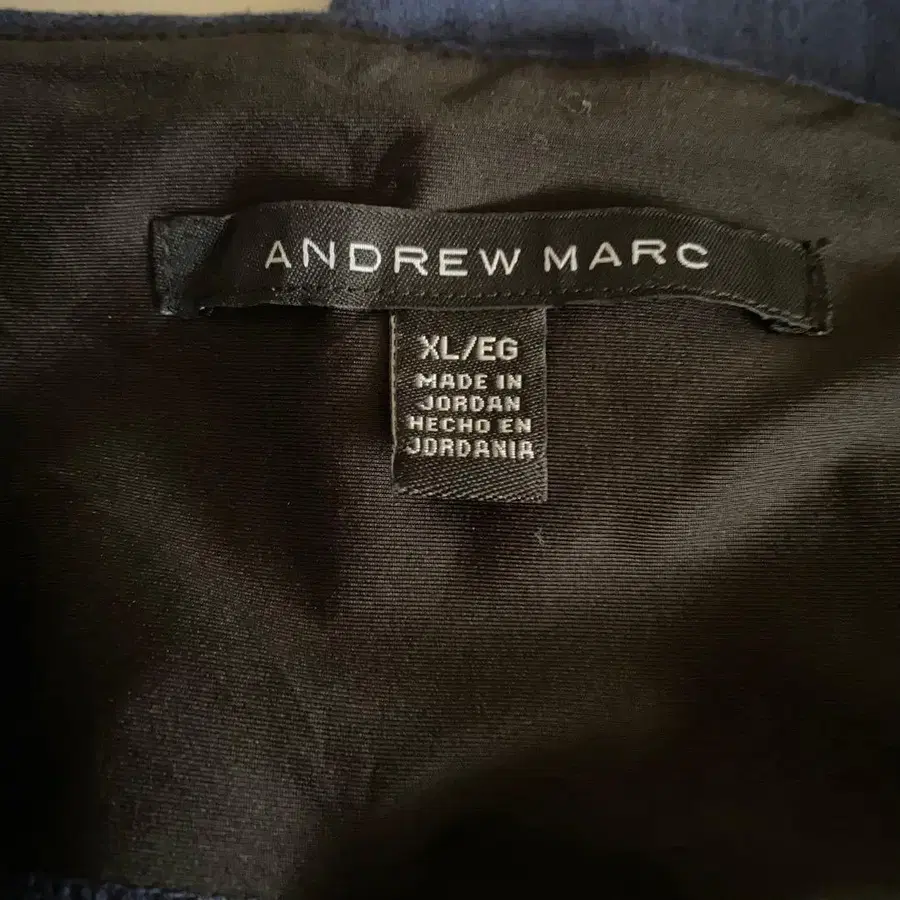 ANDREW MARC
XL/EG
MADE IN
JORDAN
HECHO EN
JORDANIA